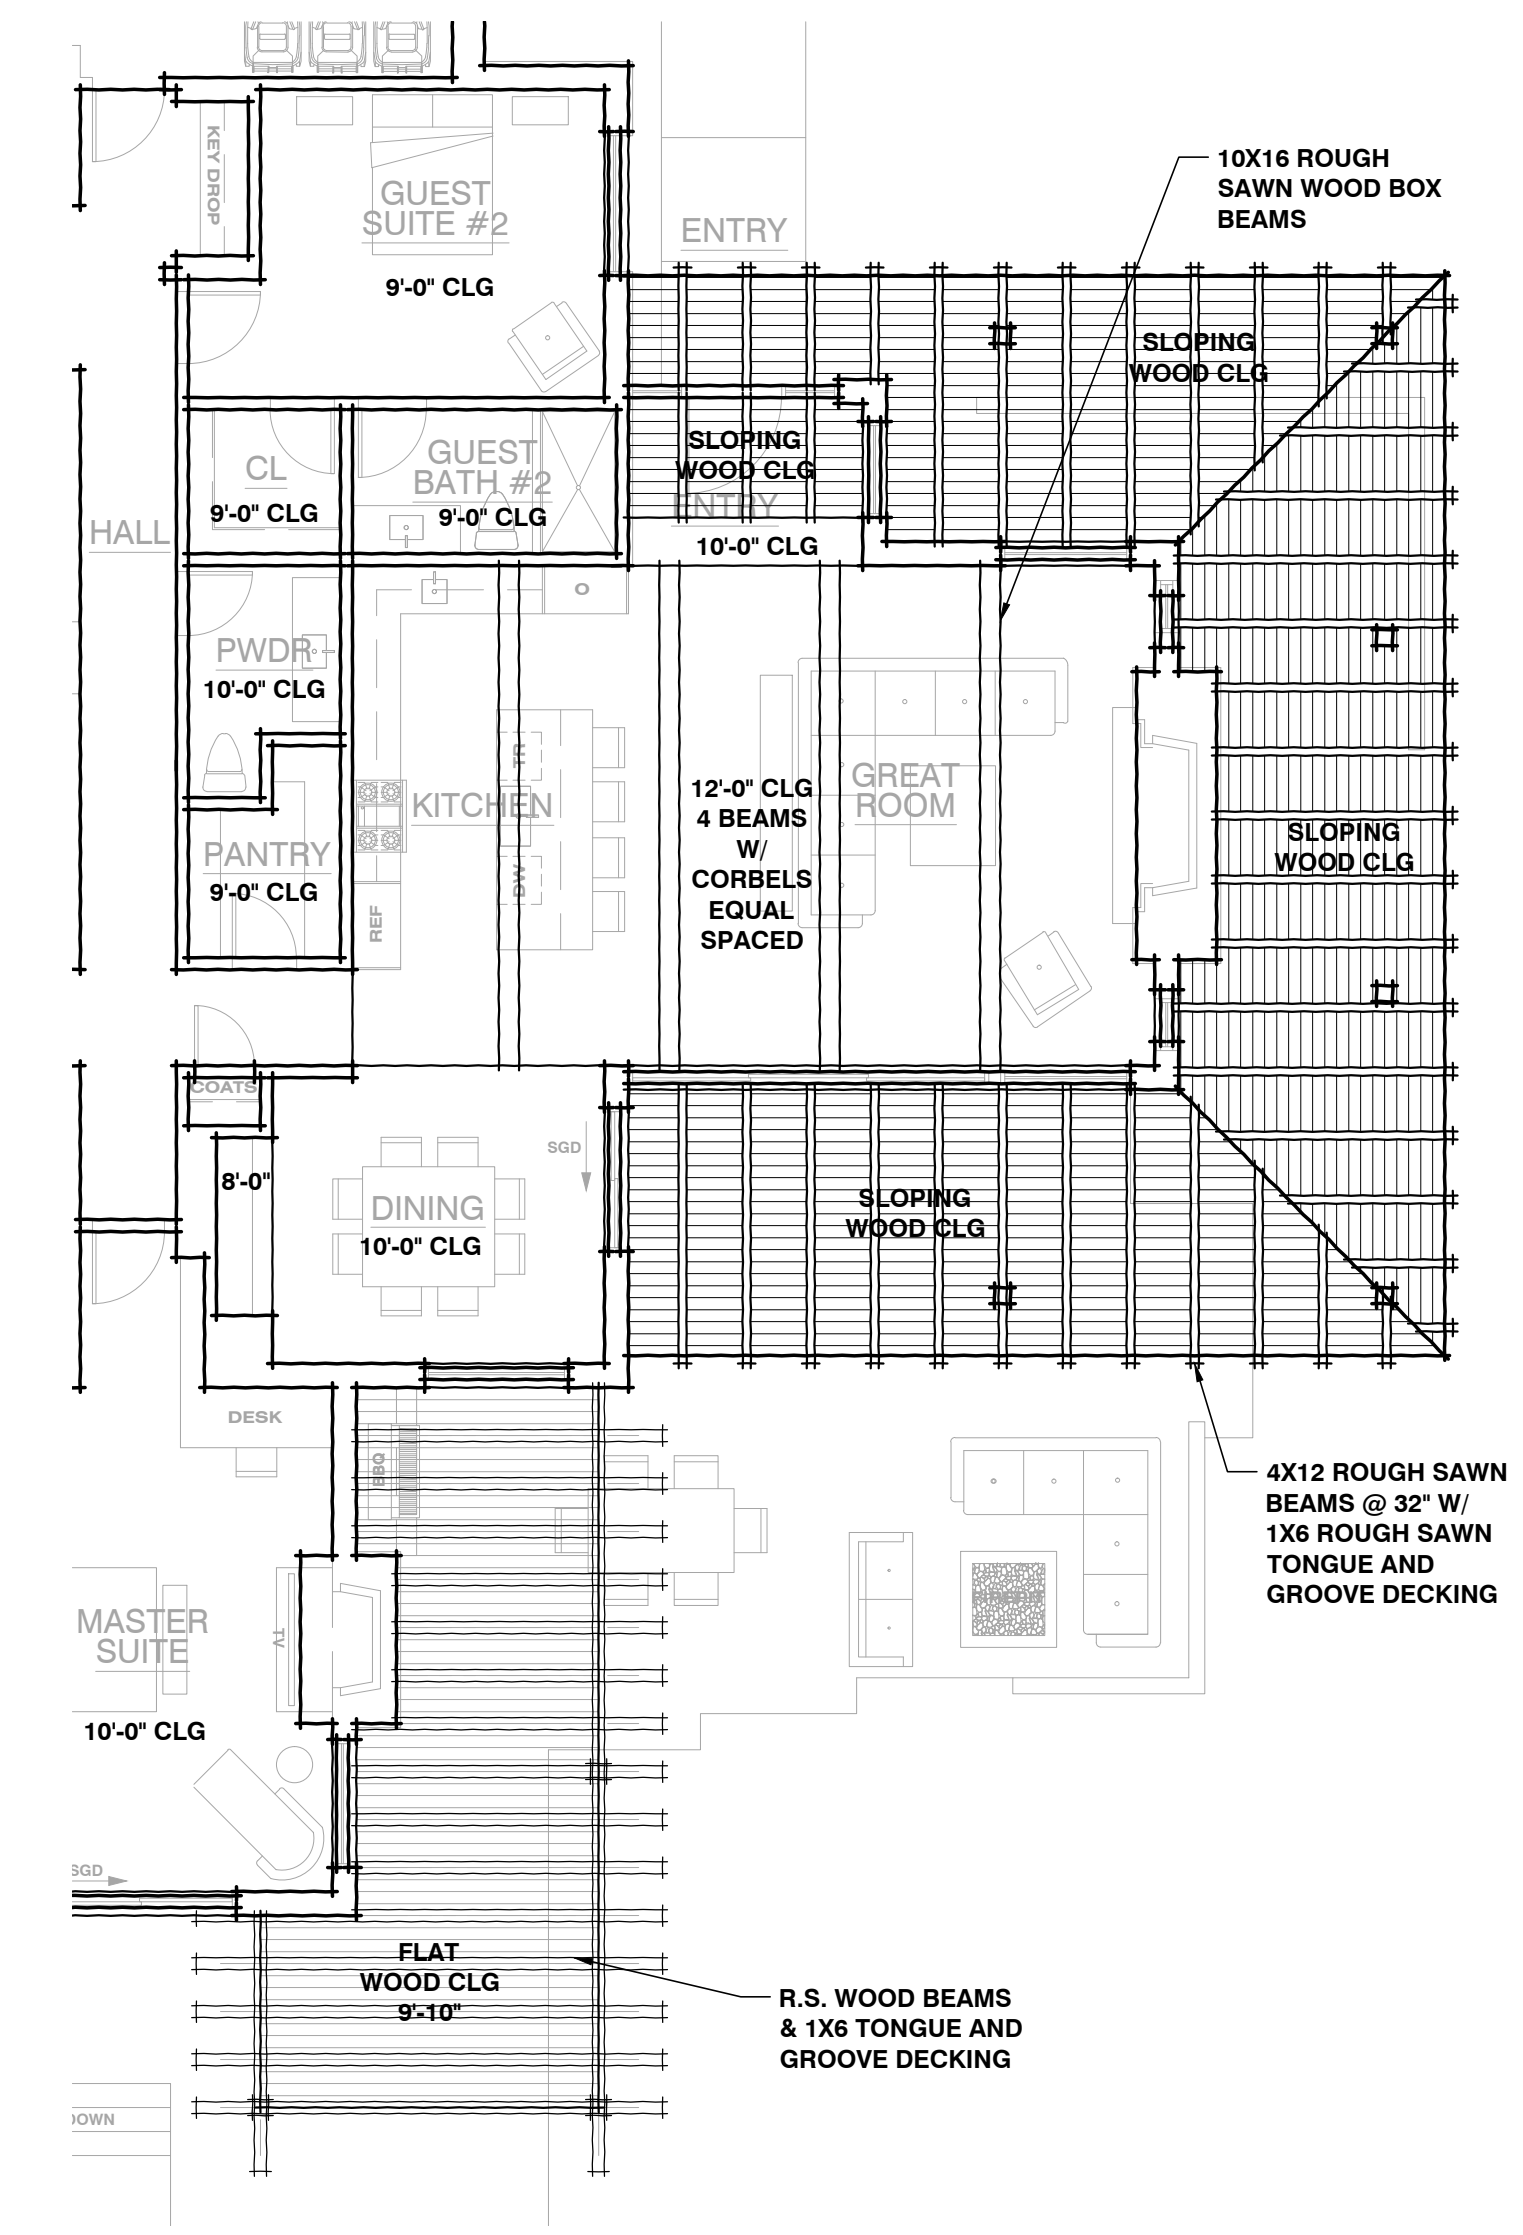 KEY DROP
GUEST
SUITE #2
9'-0" CLG
ENTRY
10X16 ROUGH
SAWN WOOD BOX
BEAMS
SLOPING
WOOD CLG
SLOPING
WOOD CLG
ENTRY
10'-0" CLG
CL
9'-0" CLG
GUEST
BATH #2
9'-0" CLG
HALL
O
PWDR
10'-0" CLG
TR
KITCHEN
DW
REF
PANTRY
9'-0" CLG
12'-0" CLG
4 BEAMS
W/
CORBELS
EQUAL
SPACED
GREAT
ROOM
SLOPING
WOOD CLG
COATS
8'-0"
SGD
DINING
10'-0" CLG
SLOPING
WOOD CLG
DESK
BBQ
4X12 ROUGH SAWN
BEAMS @ 32" W/
1X6 ROUGH SAWN
TONGUE AND
GROOVE DECKING
MASTER
SUITE
TV
10'-0" CLG
SGD
FLAT
WOOD CLG
9'-10"
R.S. WOOD BEAMS
& 1X6 TONGUE AND
GROOVE DECKING
DOWN